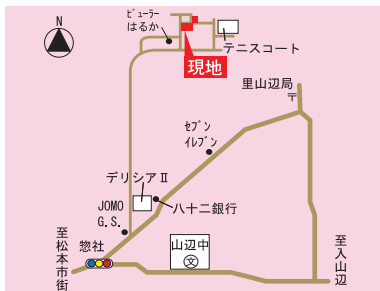 N
ﾋﾞｭｰﾗｰ
はるか
テニスコート
現地
里山辺局
〒
ｾﾌﾞﾝ
ｲﾚﾌﾞﾝ
デリシアⅡ
八十二銀行
JOMO
G.S.
惣社
至松本市街
山辺中
文
至入山辺